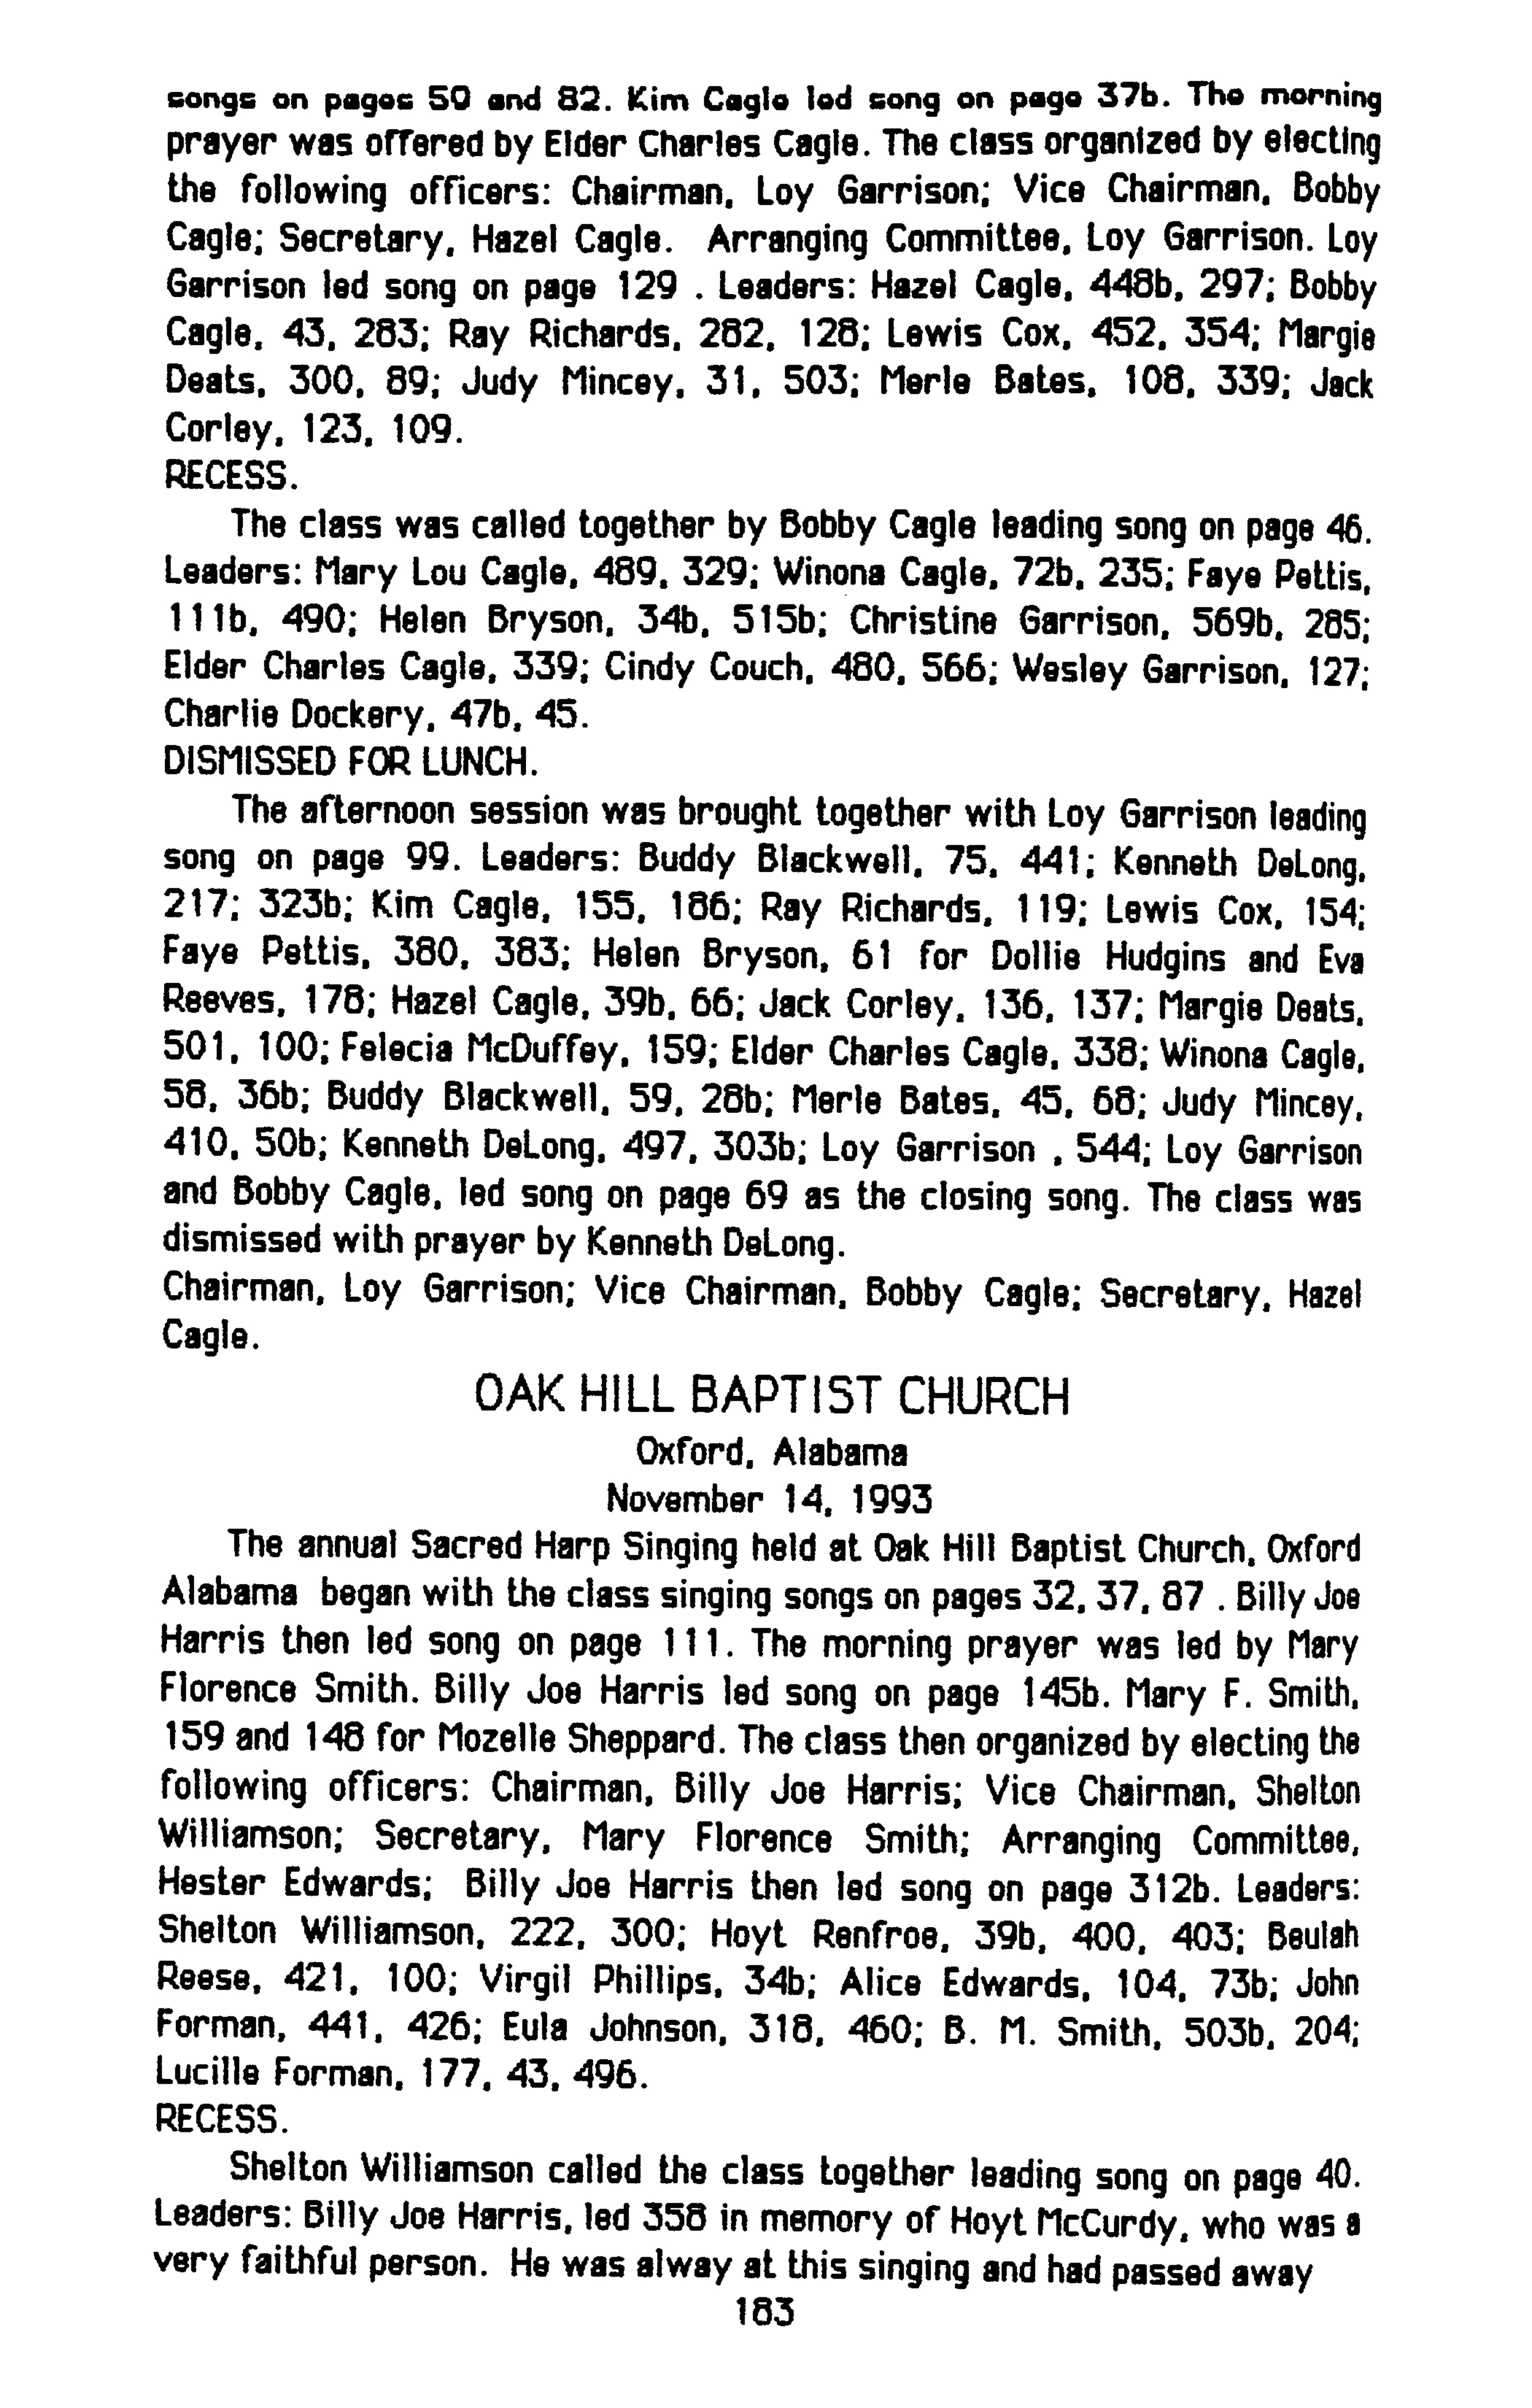 songs on pages 59 and 82. Kim Cagle led song on page 37b. The morning
prayer was offered by Elder Charles Cagle. The class organized by electing
the following officers: Chairman, Loy Garrison; Vice Chairman, Bobby
Cagle; Secretary, Hazel Cagle. Arranging Committee, Loy Garrison. Loy
Garrison led song on page 129 . Leaders: Hazel Cagle, 448b, 297; Bobby
Cagle, 43, 283; Ray Richards, 282, 128; Lewis Cox, 452, 354; Margie
Deats, 300, 89; Judy Mincey, 31, 503; Merle Bates, 108, 339; Jack
Corley, 123, 109.
RECESS.
The class was called together by Bobby Cagle leading song on page 46.
Leaders: Mary Lou Cagle, 489, 329; Winona Cagle, 72b, 235; Faye Pettis,
111b, 490; Helen Bryson, 34b, 515b; Christine Garrison, 569b, 285;
Elder Charles Cagle, 339; Cindy Couch, 480, 566; Wesley Garrison, 127;
Charlie Dockery, 47b, 45.
DISMISSED FOR LUNCH.
The afternoon session was brought together with Loy Garrison leading
song on page 99. Leaders: Buddy Blackwell, 75, 441; Kenneth DeLong,
217; 323b; Kim Cagle, 155, 186; Ray Richards, 119; Lewis Cox, 154;
Faye Pettis, 380, 383; Helen Bryson, 61 for Dollie Hudgins and Eva
Reeves, 178; Hazel Cagle, 39b, 66; Jack Corley, 136, 137; Margie Deats,
501, 100; Felecia McDuffey, 159; Elder Charles Cagle, 338; Winona Cagle,
58, 36b; Buddy Blackwell, 59, 28b; Merle Bates, 45, 68; Judy Mincey,
410, 50b; Kenneth DeLong, 497, 303b; Loy Garrison , 544; Loy Garrison
and Bobby Cagle, led song on page 69 as the closing song. The class was
dismissed with prayer by Kenneth DeLong.
Chairman, Loy Garrison; Vice Chairman, Bobby Cagle; Secretary, Hazel
Cagle.
OAK HILL BAPTIST CHURCH
Oxford, Alabama
November 14, 1993
The annual Sacred Harp Singing held at Oak Hill Baptist Church, Oxford
Alabama began with the class singing songs on pages 32, 37, 87 . Billy Joe
Harris then led song on page 111. The morning prayer was led by Mary
Florence Smith. Billy Joe Harris led song on page 145b. Mary F. Smith,
159 and 148 for Mozelle Sheppard. The class then organized by electing the
following officers: Chairman, Billy Joe Harris; Vice Chairman, Shelton
Williamson; Secretary, Mary Florence Smith; Arranging Committee,
Hester Edwards; Billy Joe Harris then led song on page 312b. Leaders:
Shelton Williamson, 222, 300; Hoyt Renfroe, 39b, 400, 403; Beulah
Reese, 421, 100; Virgil Phillips, 34b; Alice Edwards, 104, 73b; John
Forman, 441, 426; Eula Johnson, 318, 460; B. M. Smith, 503b, 204;
Lucille Forman, 177, 43, 496.
RECESS.
Shelton Williamson called the class together leading song on page 40.
Leaders: Billy Joe Harris, led 358 in memory of Hoyt McCurdy, who was a
very faithful person. He was alway at this singing and had passed away
183